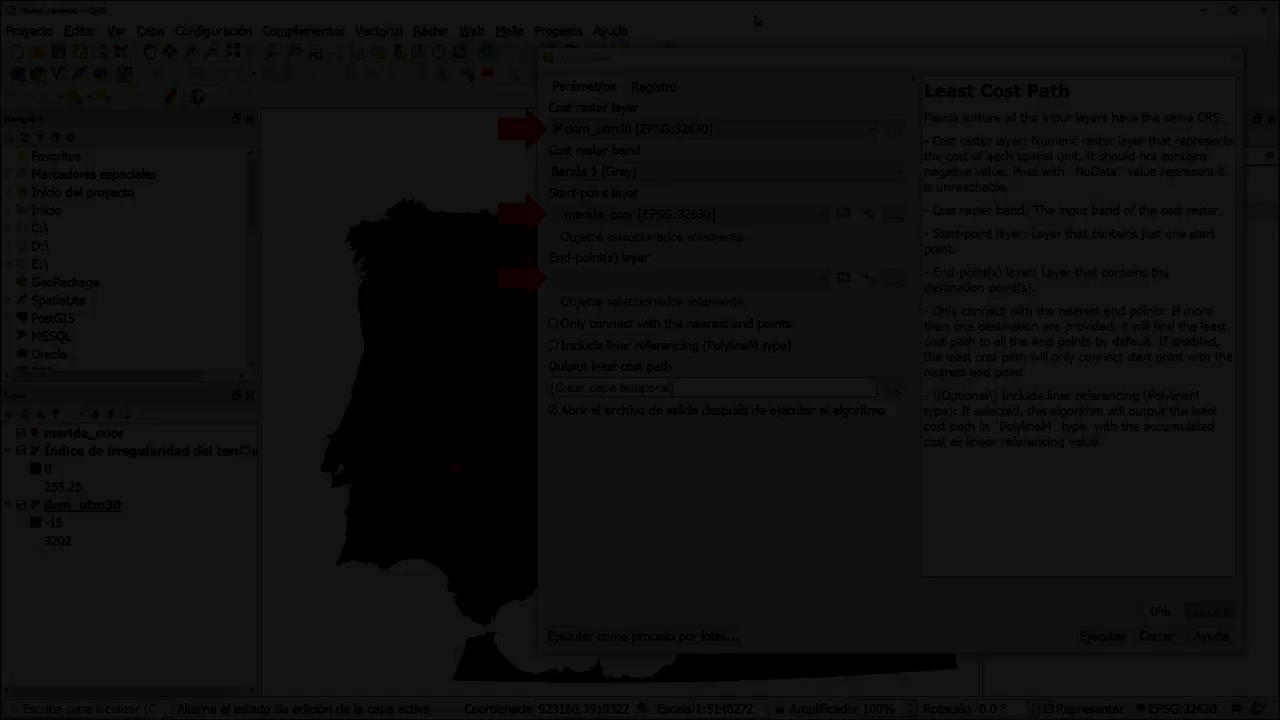 *rutas_caminos — QGIS
Proyecto Editar Ver Capa Configuración Complementos Vectorial Ráster Web Malla Procesos Ayuda
Navegador
Favoritos
Marcadores espaciales
Inicio del proyecto
Inicio
C:\
D:\
E:\
GeoPackage
SpatiaLite
PostGIS
MSSQL
Oracle
Capas
merida_coor
Índice de irregularidad del terr
0
255.25
dem_utm30
-15
3202
Parámetros Registro
Cost raster layer
dem_utm30 [EPSG:32630]
Cost raster band
Banda 1 (Gray)
Start-point layer
merida_coor [EPSG:32630]
Objetos seleccionados solamente
End-point(s) layer
Objetos seleccionados solamente
Only connect with the nearest end points
Include liner referencing (PolylineM type)
Output least cost path
[Crear capa temporal]
Abrir el archivo de salida después de ejecutar el algoritmo
Least Cost Path
Please ensure all the input layers have the same CRS.
- Cost raster layer: Numeric raster layer that represents
the cost of each spatial unit. It should not contains
negative value. Pixel with `NoData` value represent it
is unreachable.
- Cost raster band: The input band of the cost raster.
- Start-point layer: Layer that contains just one start
point.
- End-point(s) layer: Layer that contains the
destination point(s).
- Only connect with the nearest end points: If more
than one destination are provided, it will find the least
cost path to all the end points by default. If enabled,
the least cost path will only connect start point with the
nearest end point.
- \[Optional\] Include liner referencing (PolylineM
type): If selected, this algorithm will output the least
cost path in `PolylineM` type, with the accumulated
cost as linear referencing value.
0% Cancelar
Ejecutar como proceso por lotes... Ejecutar Cerrar Ayuda
Escriba para localizar (C... Alterna el estado de edición de la capa activa Coordenada 923168,3919322 Escala 1:5140272 Amplificador 100% Rotación 0.0 ° Representar EPSG:32630